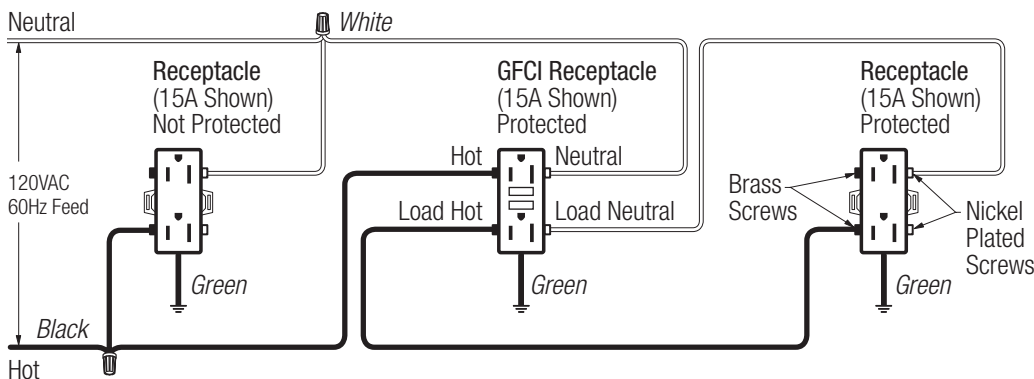 Neutral
White
Receptacle
(15A Shown)
Not Protected
GFCI Receptacle
(15A Shown)
Protected
Receptacle
(15A Shown)
Protected
120VAC
60Hz Feed
Hot
Neutral
Load Hot
Load Neutral
Brass
Screws
Nickel
Plated
Screws
Green
Green
Green
Black
Hot